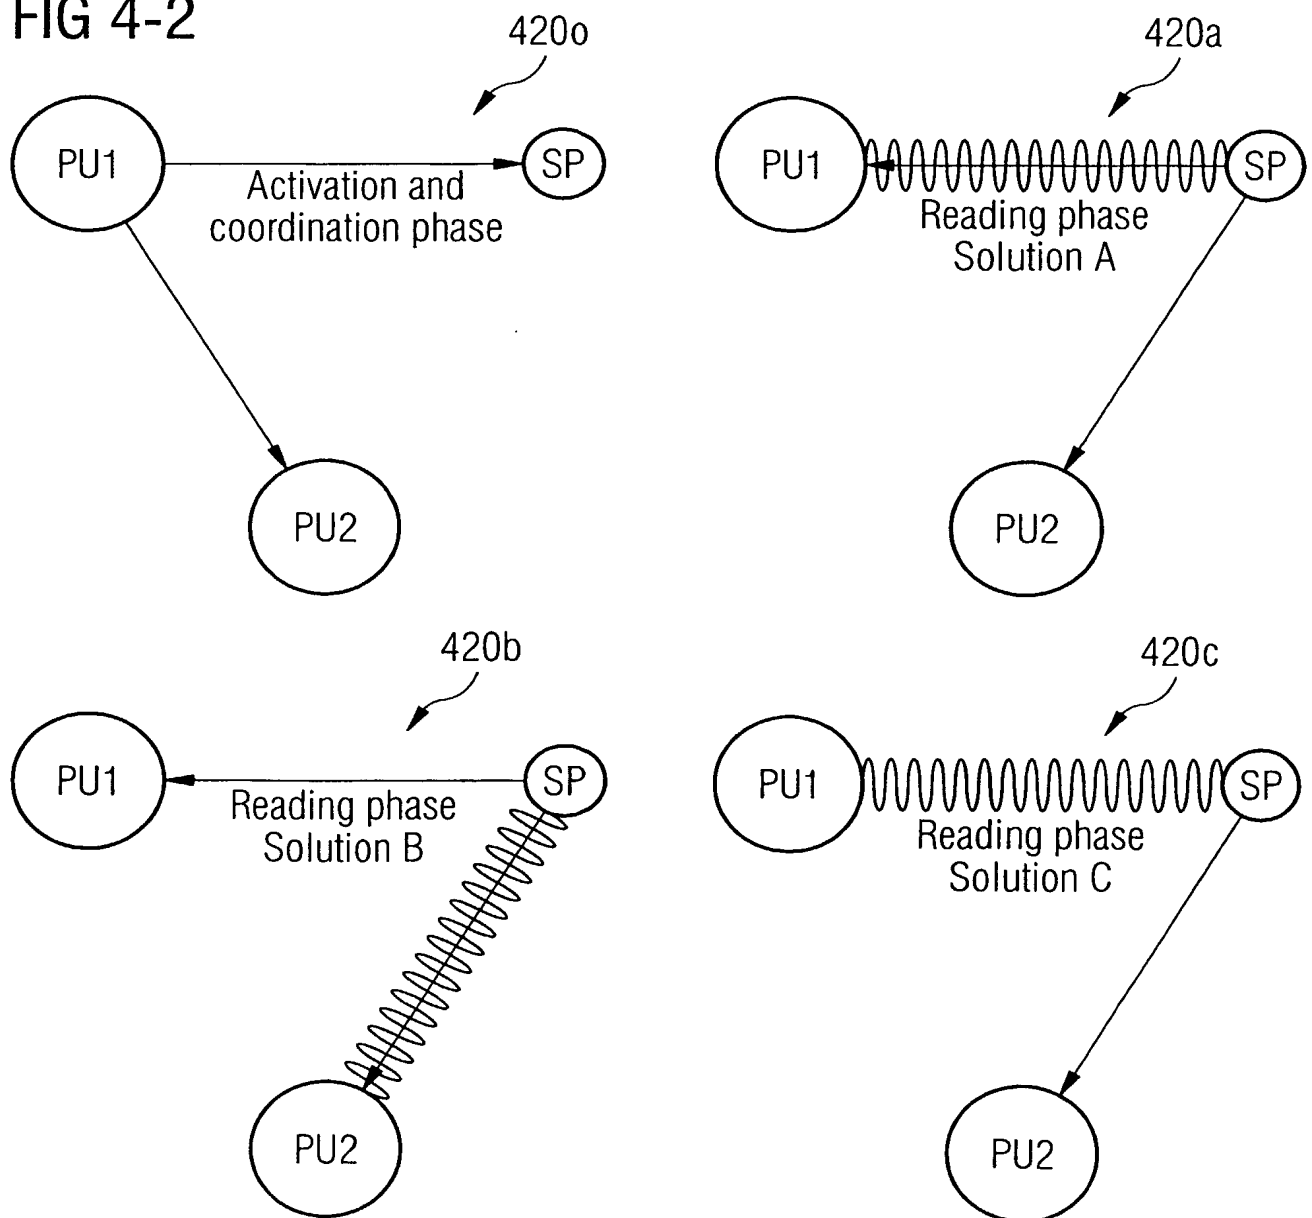 FIG 4-2
420o
PU1
SP
Activation and
coordination phase
PU2
420a
PU1
SP
Reading phase
Solution A
PU2
420b
PU1
SP
Reading phase
Solution B
PU2
420c
PU1
SP
Reading phase
Solution C
PU2